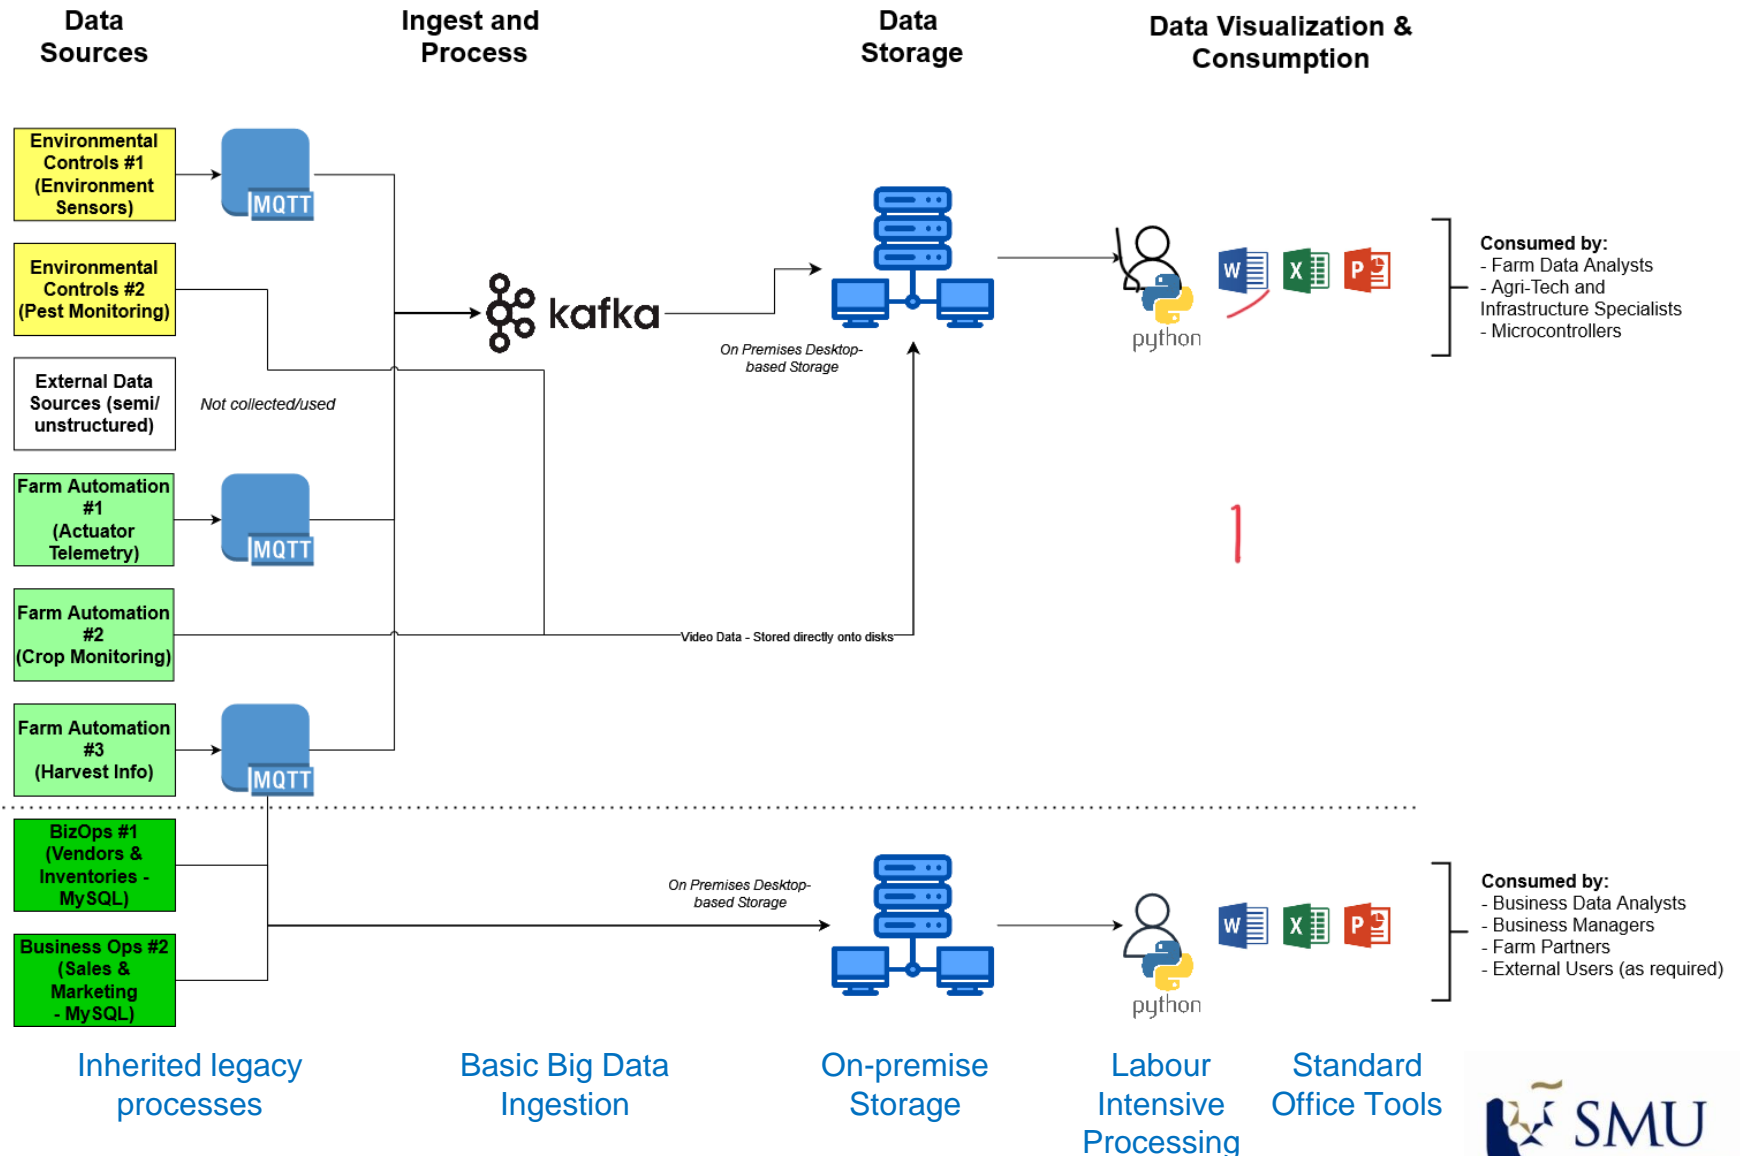 Data
Sources
Ingest and
Process
Data
Storage
Data Visualization &
Consumption
Environmental
Controls #1
(Environment
Sensors)
MQTT
Environmental
Controls #2
(Pest Monitoring)
External Data
Sources (semi/
unstructured)
Not collected/used
Farm Automation
#1
(Actuator
Telemetry)
MQTT
Farm Automation
#2
(Crop Monitoring)
Farm Automation
#3
(Harvest Info)
MQTT
kafka
On Premises Desktop-
based Storage
Video Data - Stored directly onto disks
python
W
X
P
Consumed by:
- Farm Data Analysts
- Agri-Tech and
Infrastructure Specialists
- Microcontrollers
1
BizOps #1
(Vendors &
Inventories -
MySQL)
Business Ops #2
(Sales &
Marketing
- MySQL)
On Premises Desktop-
based Storage
python
W
X
P
Consumed by:
- Business Data Analysts
- Business Managers
- Farm Partners
- External Users (as required)
Inherited legacy
processes
Basic Big Data
Ingestion
On-premise
Storage
Labour
Intensive
Processing
Standard
Office Tools
SMU